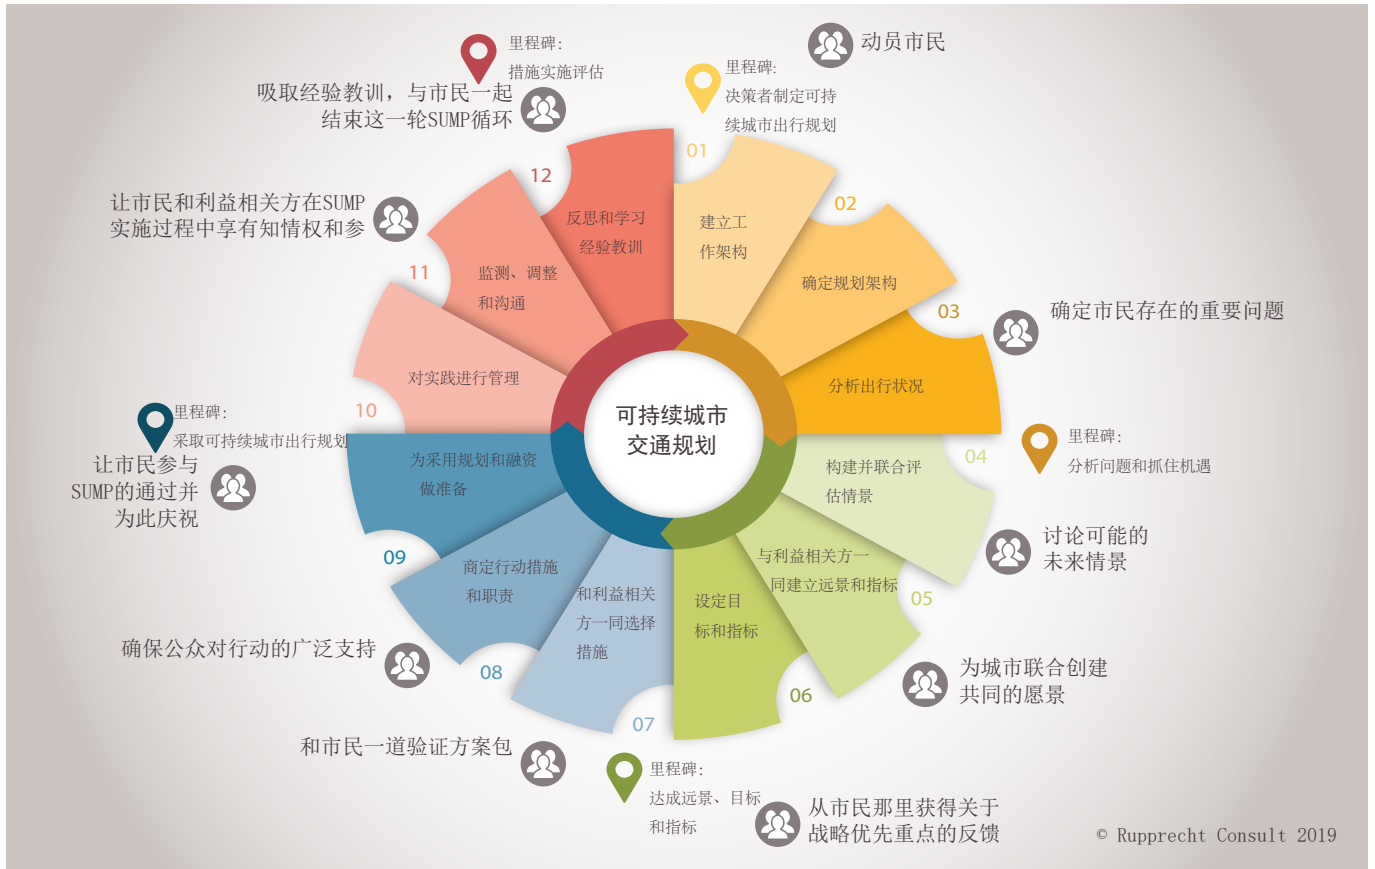 里程碑:
措施实施评估
吸取经验教训，与市民一起
结束这一轮SUMP循环
里程碑:
决策者制定可持
续城市出行规划
动员市民
01
建立工
作架构
02
确定规划架构
03
分析出行状况
确定市民存在的重要问题
里程碑:
分析问题和抓住机遇
04
构建并联合评
估情景
讨论可能的
未来情景
05
与利益相关方一
同建立远景和指标
为城市联合创建
共同的愿景
06
设定目
标和指标
里程碑:
达成远景、目标
和指标
从市民那里获得关于
战略优先重点的反馈
07
和利益相关
方一同选择
措施
和市民一道验证方案包
08
商定行动措施
和职责
确保公众对行动的广泛支持
09
为采用规划和融资
做准备
里程碑:
采取可持续城市出行规划
让市民参与
SUMP的通过并
为此庆祝
10
对实践进行管理
11
监测、调整
和沟通
让市民和利益相关方在SUMP
实施过程中享有知情权和参
12
反思和学习
经验教训
可持续城市
交通规划
© Rupprecht Consult 2019